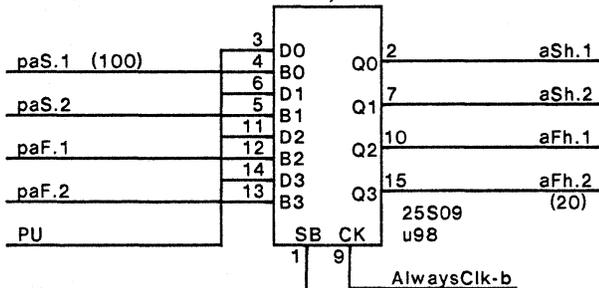 3 D0
paS.1 (100) 4 B0 Q0 2 aSh.1
6 D1
paS.2 5 B1 Q1 7 aSh.2
11 D2
paF.1 12 B2 Q2 10 aFh.1
14 D3
paF.2 13 B3 Q3 15 aFh.2
(20)
25S09
PU SB CK u98
1 9
AlwaysClk-b